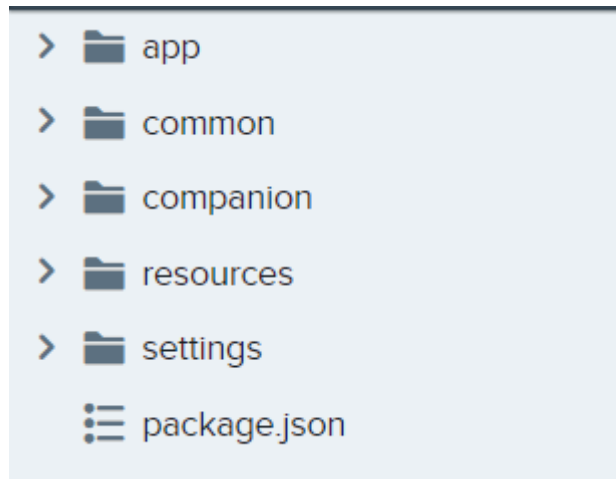 app
common
companion
resources
settings
package.json